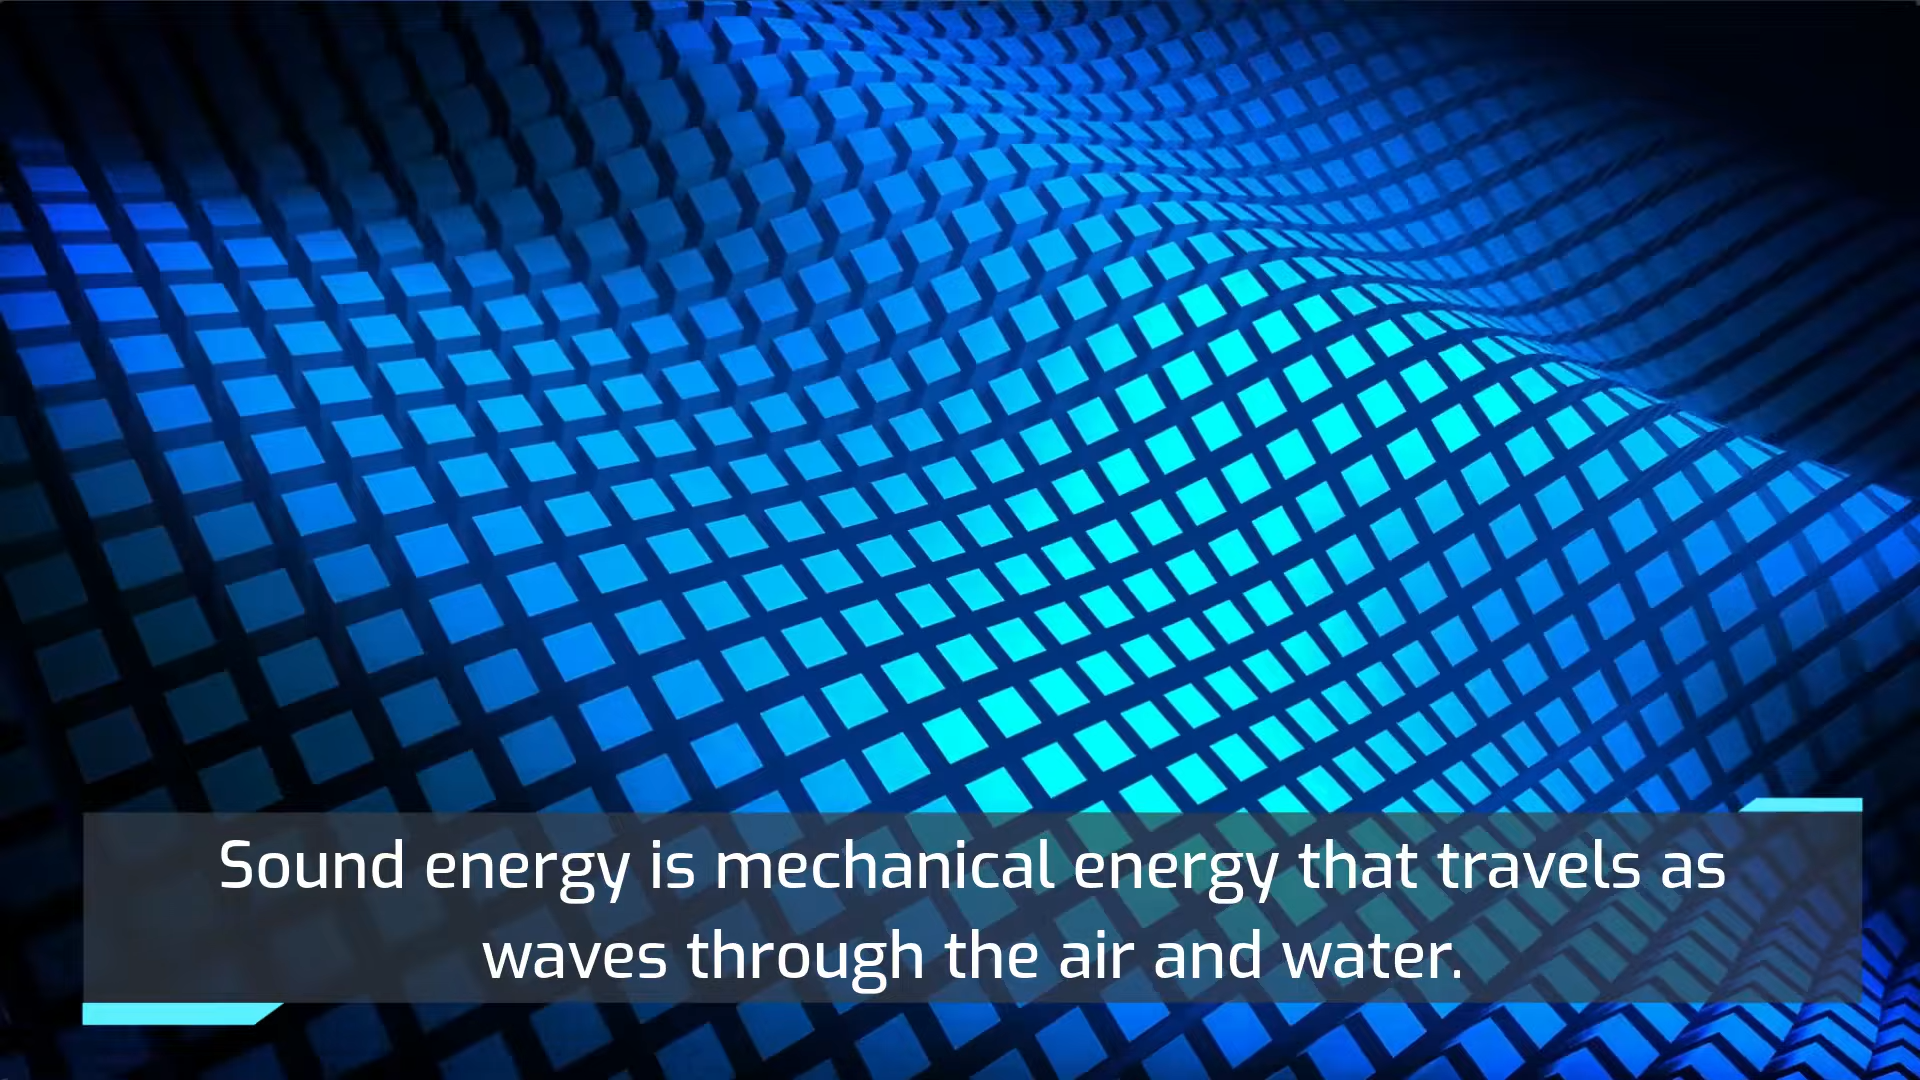 Sound energy is mechanical energy that travels as
waves through the air and water.